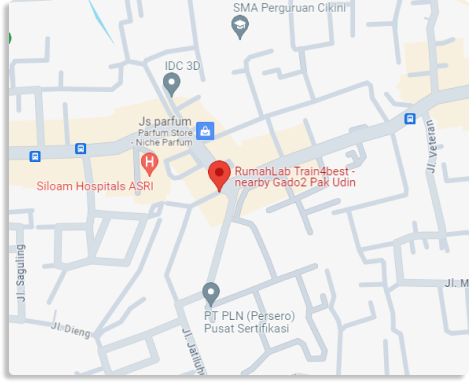 SMA Perguruan Cikini
IDC 3D
Js parfum
Parfum Store
- Niche Parfum
H
Siloam Hospitals ASRI
RumahLab Train4best -
nearby Gado2 Pak Udin
Jl. Veteran
Jl. Saguling
Jl. M
PT PLN (Persero)
Pusat Sertifikasi
Jl. Dieng
Jl. Jatiluhu